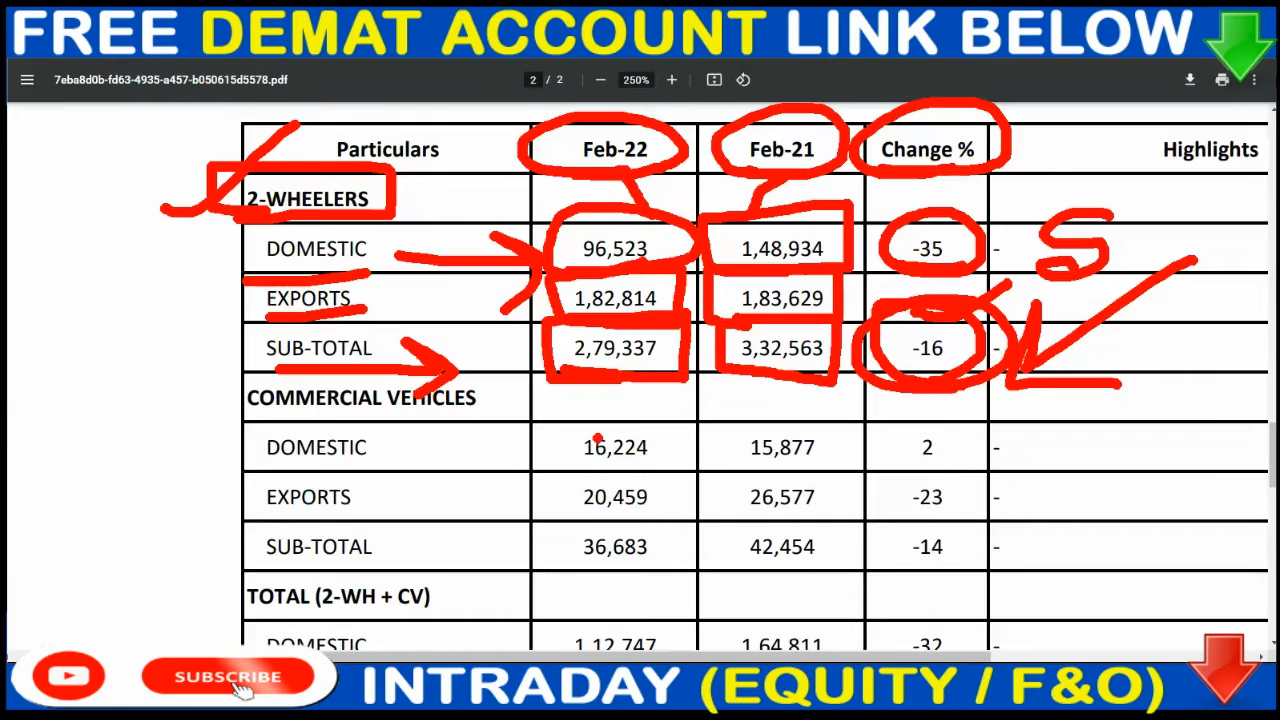 FREE DEMAT ACCOUNT LINK BELOW
7eba8d0b-fd63-4935-a457-b050615d5578.pdf 2 / 2 250%
Particulars Feb-22 Feb-21 Change % Highlights
2-WHEELERS
DOMESTIC 96,523 1,48,934 -35 -
EXPORTS 1,82,814 1,83,629
SUB-TOTAL 2,79,337 3,32,563 -16 -
COMMERCIAL VEHICLES
DOMESTIC 16,224 15,877 2 -
EXPORTS 20,459 26,577 -23 -
SUB-TOTAL 36,683 42,454 -14 -
TOTAL (2-WH + CV)
DOMESTIC 1,12,747 1,64,811 -32
SUBSCRIBE
INTRADAY (EQUITY / F&O)